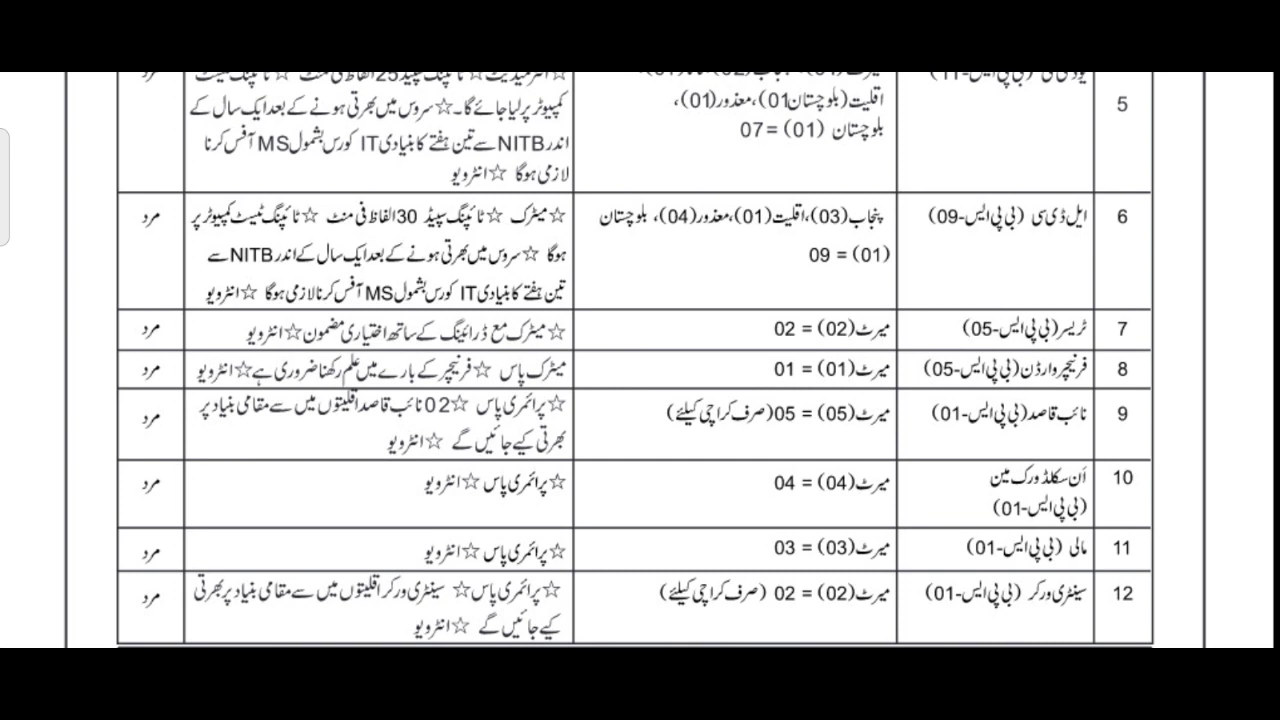 5
یو ڈی سی (بی پی ایس-11)
اقلیت (بلوچستان01)، معذور(01)،
بلوچستان (01) = 07
کمپیوٹر پر لیا جائے گا۔ ☆ سروس میں بھرتی ہونے کے بعد ایک سال کے
اندر NITB سے تین ہفتے کا بنیادی IT کورس بشمول MS آفس کرنا
لازمی ہوگا ☆ انٹرویو
6
ایل ڈی سی (بی پی ایس-09)
پنجاب (03)، اقلیت (01)، معذور (04)، بلوچستان
(01) = 09
☆ میٹرک ☆ ٹائپنگ سپیڈ 30 الفاظ فی منٹ ☆ ٹائپنگ ٹیسٹ کمپیوٹر پر
ہوگا ☆ سروس میں بھرتی ہونے کے بعد ایک سال کے اندر NITB سے
تین ہفتے کا بنیادی IT کورس بشمول MS آفس کرنا لازمی ہوگا ☆ انٹرویو
مرد
7
ٹریسر (بی پی ایس-05)
میرٹ (02) = 02
☆ میٹرک مع ڈرائینگ کے ساتھ اختیاری مضمون ☆ انٹرویو
مرد
8
فرنیچر وارڈن (بی پی ایس-05)
میرٹ (01) = 01
میٹرک پاس ☆ فرنیچر کے بارے میں علم رکھنا ضروری ہے ☆ انٹرویو
مرد
9
نائب قاصد (بی پی ایس-01)
میرٹ (05) = 05 (صرف کراچی کیلئے)
☆ پرائمری پاس ☆ 02 نائب قاصد اقلیتوں میں سے مقامی بنیاد پر
بھرتی کیے جائیں گے ☆ انٹرویو
مرد
10
اَن سکلڈ ورک مین
(بی پی ایس-01)
میرٹ (04) = 04
☆ پرائمری پاس ☆ انٹرویو
مرد
11
مالی (بی پی ایس-01)
میرٹ (03) = 03
☆ پرائمری پاس ☆ انٹرویو
مرد
12
سینٹری ورکر (بی پی ایس-01)
میرٹ (02) = 02 (صرف کراچی کیلئے)
☆ پرائمری پاس ☆ سینٹری ورکر اقلیتوں میں سے مقامی بنیاد پر بھرتی
کیے جائیں گے ☆ انٹرویو
مرد